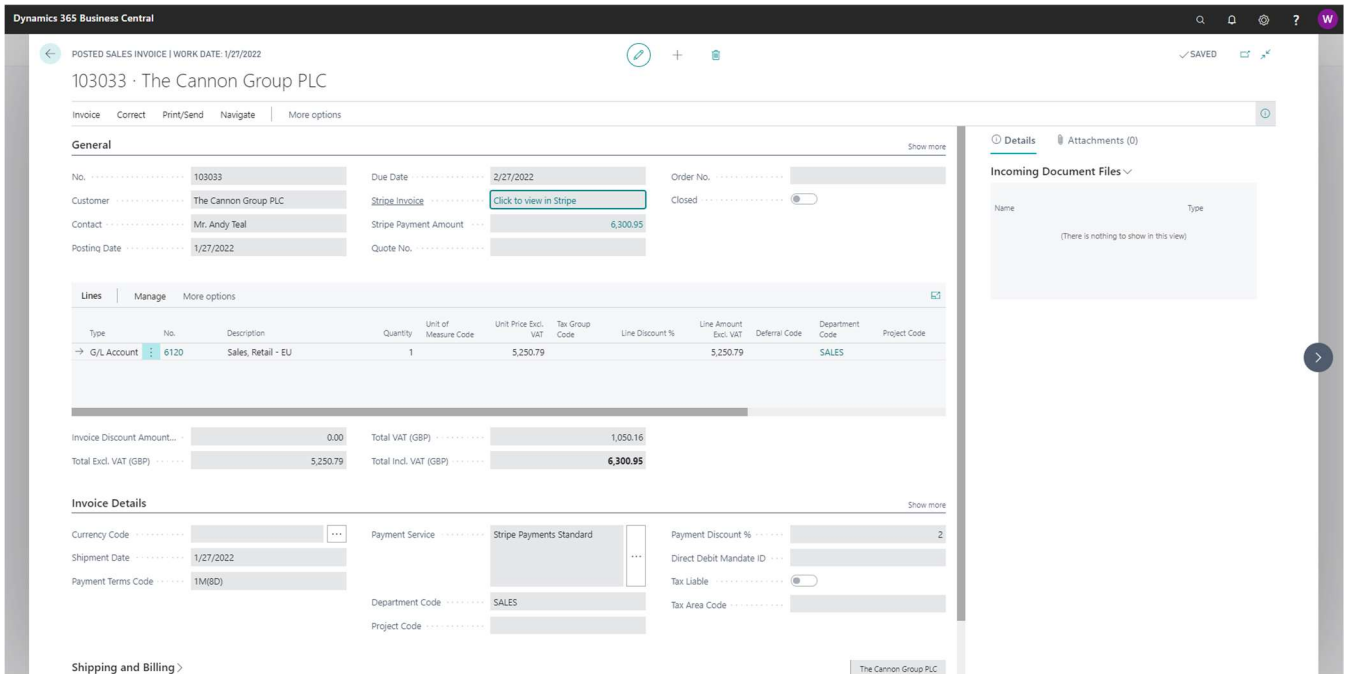 Dynamics 365 Business Central
?
W
POSTED SALES INVOICE | WORK DATE: 1/27/2022
SAVED
103033 · The Cannon Group PLC
Invoice Correct Print/Send Navigate More options
General
Show more
No. 103033
Customer The Cannon Group PLC
Contact Mr. Andy Teal
Posting Date 1/27/2022
Due Date 2/27/2022
Stripe Invoice Click to view in Stripe
Stripe Payment Amount 6,300.95
Quote No.
Order No.
Closed
Details Attachments (0)
Incoming Document Files
Name Type
(There is nothing to show in this view)
Lines Manage More options
Type No. Description Quantity Unit of Measure Code Unit Price Excl. VAT Tax Group Code Line Discount % Line Amount Excl. VAT Deferral Code Department Code Project Code
G/L Account 6120 Sales, Retail - EU 1 5,250.79 5,250.79 SALES
Invoice Discount Amount... 0.00
Total Excl. VAT (GBP) 5,250.79
Total VAT (GBP) 1,050.16
Total Incl. VAT (GBP) 6,300.95
Invoice Details
Show more
Currency Code
Shipment Date 1/27/2022
Payment Terms Code 1M(8D)
Payment Service Stripe Payments Standard
Department Code SALES
Project Code
Payment Discount % 2
Direct Debit Mandate ID
Tax Liable
Tax Area Code
Shipping and Billing
The Cannon Group PLC